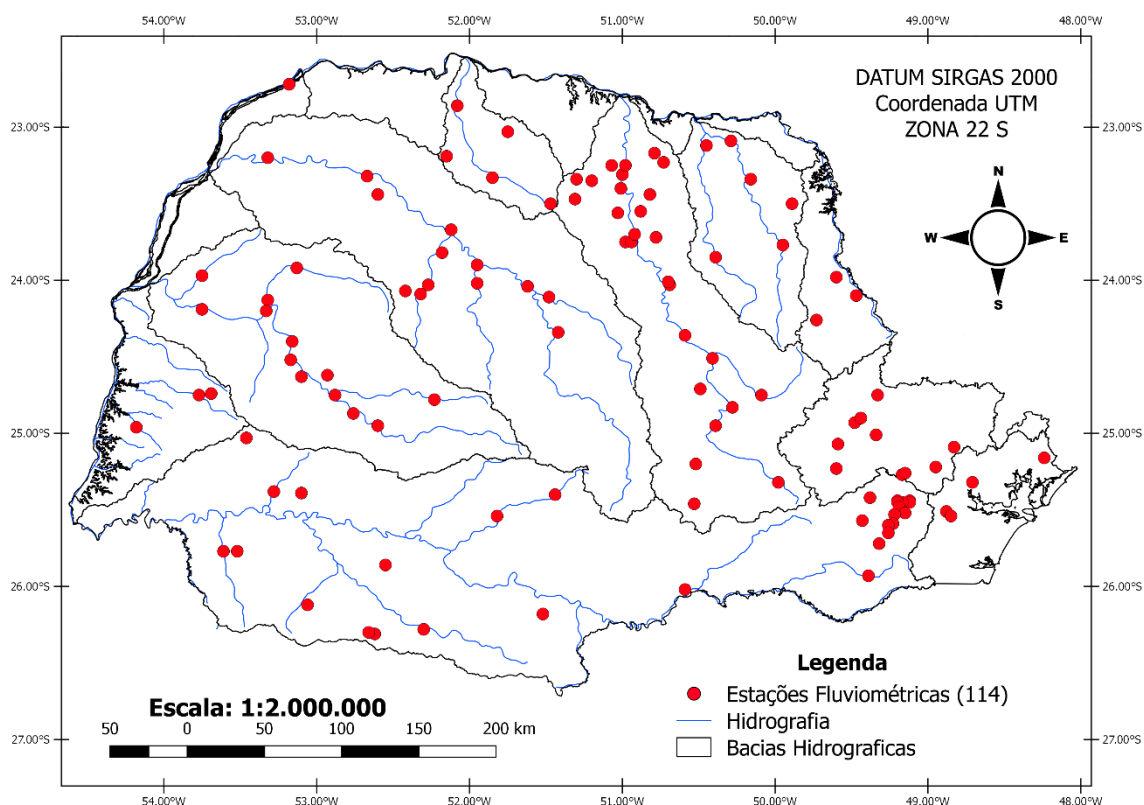 54.00°W 53.00°W 52.00°W 51.00°W 50.00°W 49.00°W 48.00°W
DATUM SIRGAS 2000
Coordenada UTM
ZONA 22 S
23.00°S 23.00°S
N
W E
S
24.00°S 24.00°S
25.00°S 25.00°S
26.00°S 26.00°S
Legenda
Estações Fluviométricas (114)
Hidrografia
Bacias Hidrograficas
Escala: 1:2.000.000
50 0 50 100 150 200 km
27.00°S 27.00°S
54.00°W 53.00°W 52.00°W 51.00°W 50.00°W 49.00°W 48.00°W